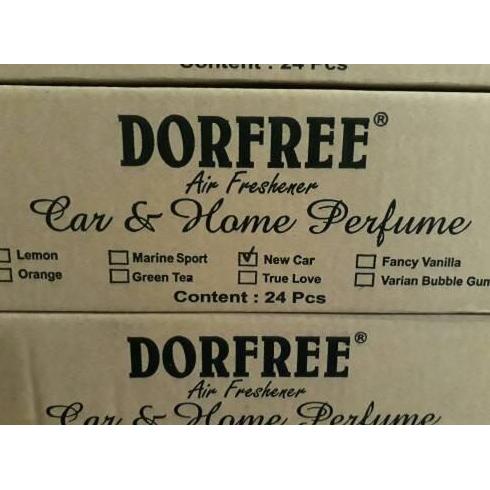 Content : 24 Pcs
DORFREE®
Air Freshener
Car & Home Perfume
Lemon Marine Sport New Car Fancy Vanilla
Orange Green Tea True Love Varian Bubble Gum
Content : 24 Pcs
DORFREE®
Air Freshener
Car & Home Perfume